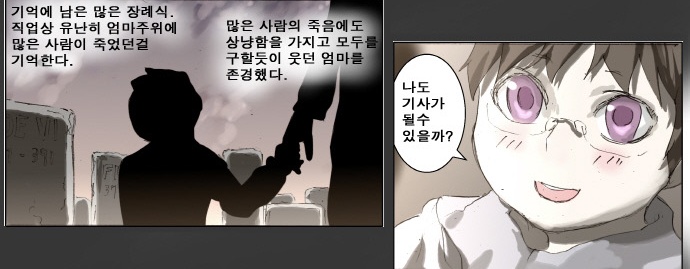 기억에 남은 많은 장례식.
직업상 유난히 엄마주위에
많은 사람이 죽었던걸
기억한다.
많은 사람의 죽음에도
상냥함을 가지고 모두를
구할듯이 웃던 엄마를
존경했다.
나도
기사가
될수
있을까?